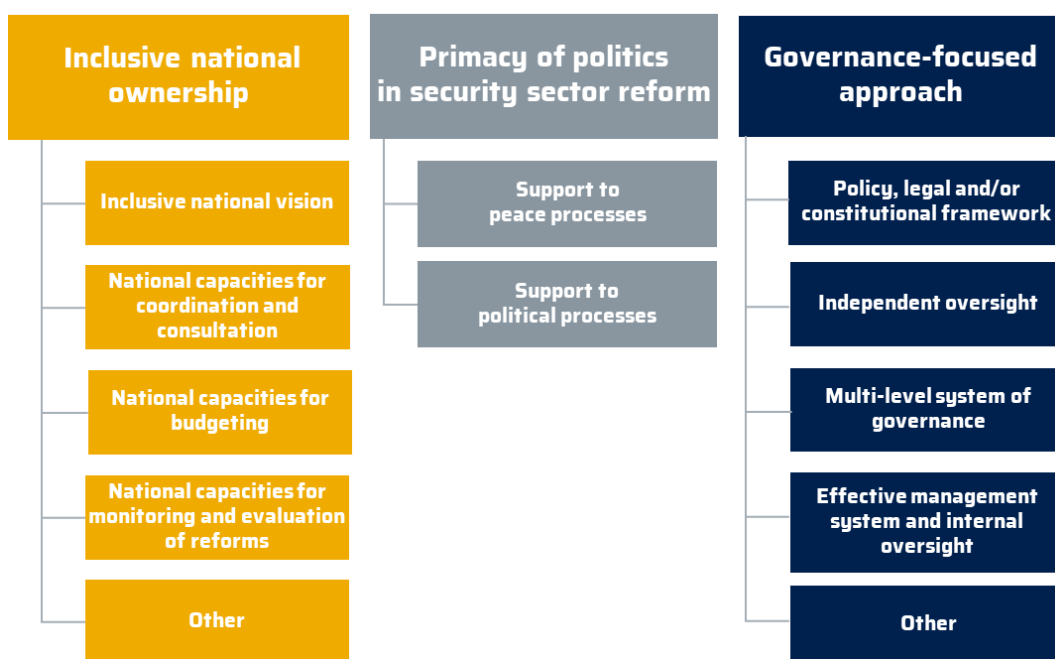 Inclusive national
ownership
Inclusive national vision
National capacities for
coordination and
consultation
National capacities for
budgeting
National capacities for
monitoring and evaluation
of reforms
Other
Primacy of politics
in security sector reform
Support to
peace processes
Support to
political processes
Governance-focused
approach
Policy, legal and/or
constitutional framework
Independent oversight
Multi-level system of
governance
Effective management
system and internal
oversight
Other